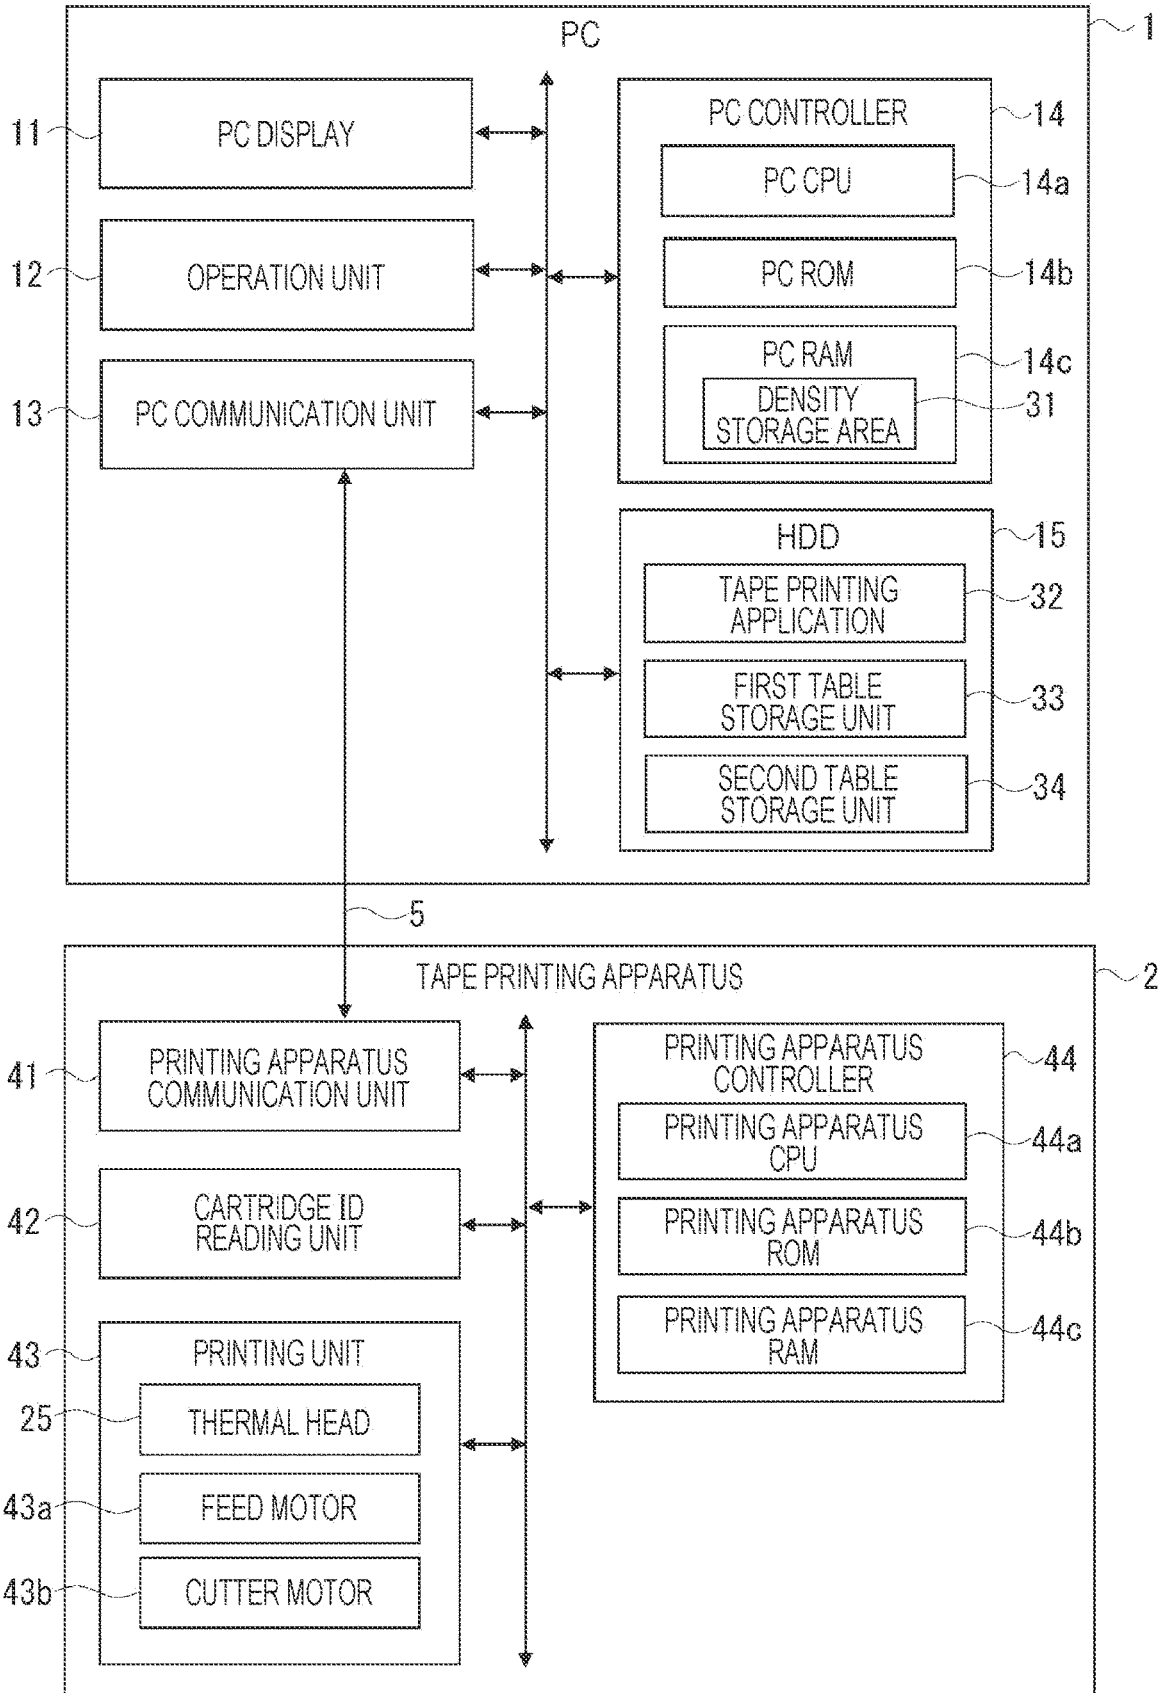 PC
1
11
PC DISPLAY
12
OPERATION UNIT
13
PC COMMUNICATION UNIT
PC CONTROLLER
14
PC CPU
14a
PC ROM
14b
PC RAM
14c
DENSITY
STORAGE AREA
31
HDD
15
TAPE PRINTING
APPLICATION
32
FIRST TABLE
STORAGE UNIT
33
SECOND TABLE
STORAGE UNIT
34
5
TAPE PRINTING APPARATUS
2
41
PRINTING APPARATUS
COMMUNICATION UNIT
42
CARTRIDGE ID
READING UNIT
43
PRINTING UNIT
25
THERMAL HEAD
43a
FEED MOTOR
43b
CUTTER MOTOR
PRINTING APPARATUS
CONTROLLER
44
PRINTING APPARATUS
CPU
44a
PRINTING APPARATUS
ROM
44b
PRINTING APPARATUS
RAM
44c